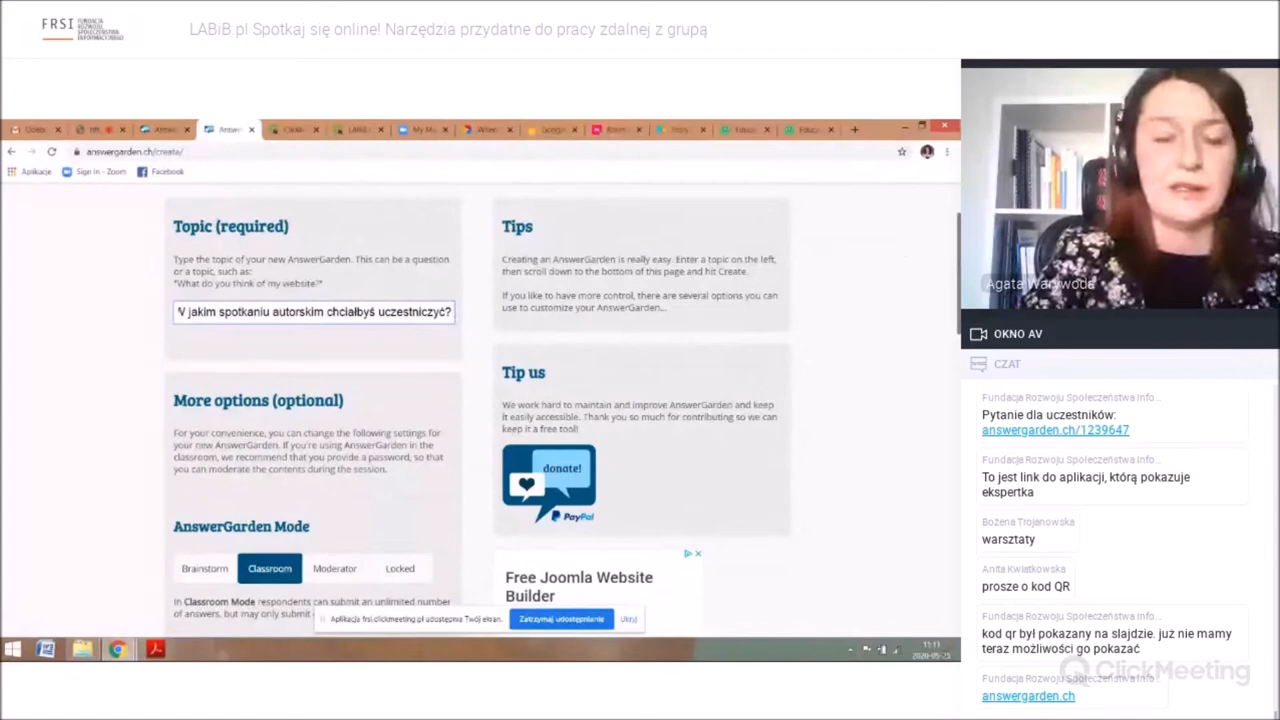 FRSI FUNDACJA
ROZWOJU
SPOŁECZEŃSTWA
INFORMACYJNEGO
LABiB.pl Spotkaj się online! Narzędzia przydatne do pracy zdalnej z grupą
answergarden.ch/create/
Aplikacje Sign In - Zoom Facebook
Topic (required)
Type the topic of your new AnswerGarden. This can be a question
or a topic, such as:
"What do you think of my website?"
W jakim spotkaniu autorskim chciałbyś uczestniczyć?
More options (optional)
For your convenience, you can change the following settings for
your new AnswerGarden. If you're using AnswerGarden in the
classroom, we recommend that you provide a password, so that
you can moderate the contents during the session.
AnswerGarden Mode
Brainstorm Classroom Moderator Locked
In Classroom Mode respondents can submit an unlimited number
of answers, but may only submit
Tips
Creating an AnswerGarden is really easy. Enter a topic on the left,
then scroll down to the bottom of this page and hit Create.
If you like to have more control, there are several options you can
use to customize your AnswerGarden...
Tip us
We work hard to maintain and improve AnswerGarden and keep
it easily accessible. Thank you so much for contributing so we can
keep it a free tool!
donate!
PayPal
Free Joomla Website
Builder
Aplikacja frsi.clickmeeting.pl udostępnia Twój ekran.
Zatrzymaj udostępnianie
Ukryj
11:11
2020-05-25
Agata Warywoda
OKNO AV
CZAT
Fundacja Rozwoju Społeczeństwa Info...
Pytanie dla uczestników:
answergarden.ch/1239647
Fundacja Rozwoju Społeczeństwa Info...
To jest link do aplikacji, którą pokazuje
ekspertka
Bożena Trojanowska
warsztaty
Anita Kwiatkowska
prosze o kod QR
Fundacja Rozwoju Społeczeństwa Info...
kod qr był pokazany na slajdzie. już nie mamy
teraz możliwości go pokazać
Fundacja Rozwoju Społeczeństwa Info...
answergarden.ch
ClickMeeting